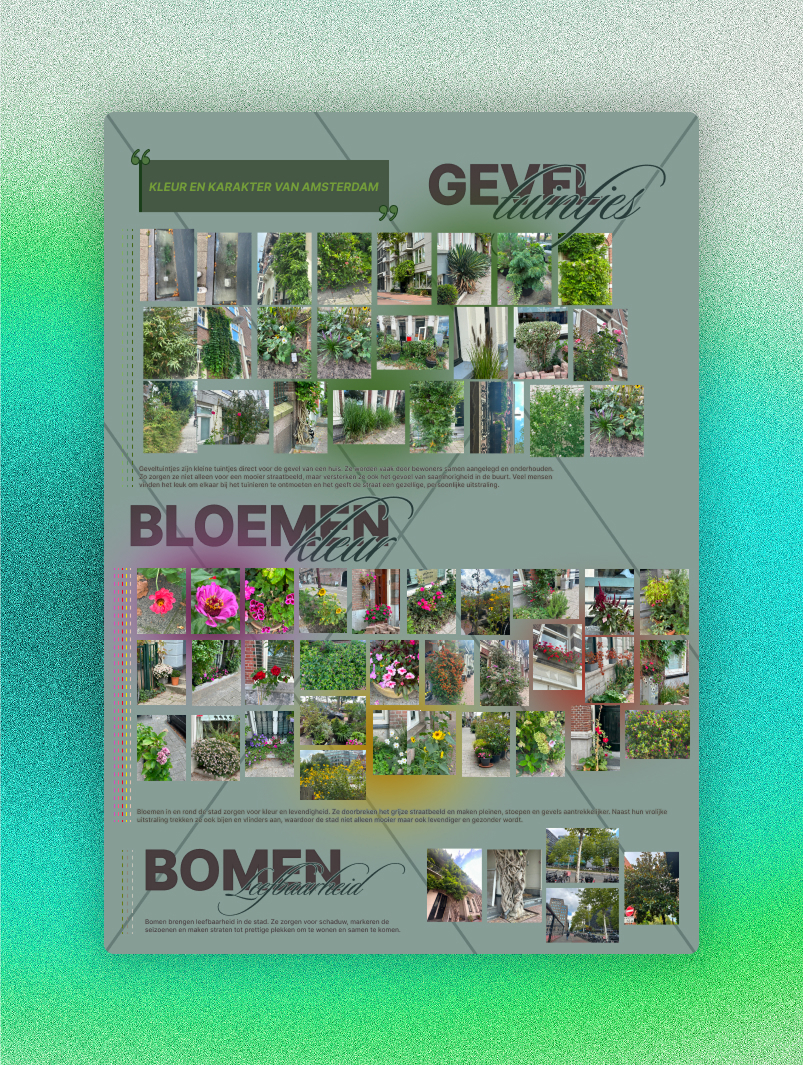 “
KLEUR EN KARAKTER VAN AMSTERDAM
”
GEVEL
tuintjes
Geveltuintjes zijn kleine tuintjes direct voor de gevel van een huis. Ze worden vaak door bewoners samen aangelegd en onderhouden.
Zo zorgen ze niet alleen voor een mooier straatbeeld, maar versterken ze ook het gevoel van saamhorigheid in de buurt. Veel mensen
vinden het leuk om elkaar bij het tuinieren te ontmoeten en het geeft de straat een gezellige, persoonlijke uitstraling.
BLOEMEN
kleur
Bloemen in en rond de stad zorgen voor kleur en levendigheid. Ze doorbreken het grijze straatbeeld en maken pleinen, stoepen en gevels aantrekkelijker. Naast hun vrolijke
uitstraling trekken ze ook bijen en vlinders aan, waardoor de stad niet alleen mooier maar ook levendiger en gezonder wordt.
BOMEN
Leefbaarheid
Bomen brengen leefbaarheid in de stad. Ze zorgen voor schaduw, markeren de
seizoenen en maken straten tot prettige plekken om te wonen en samen te komen.